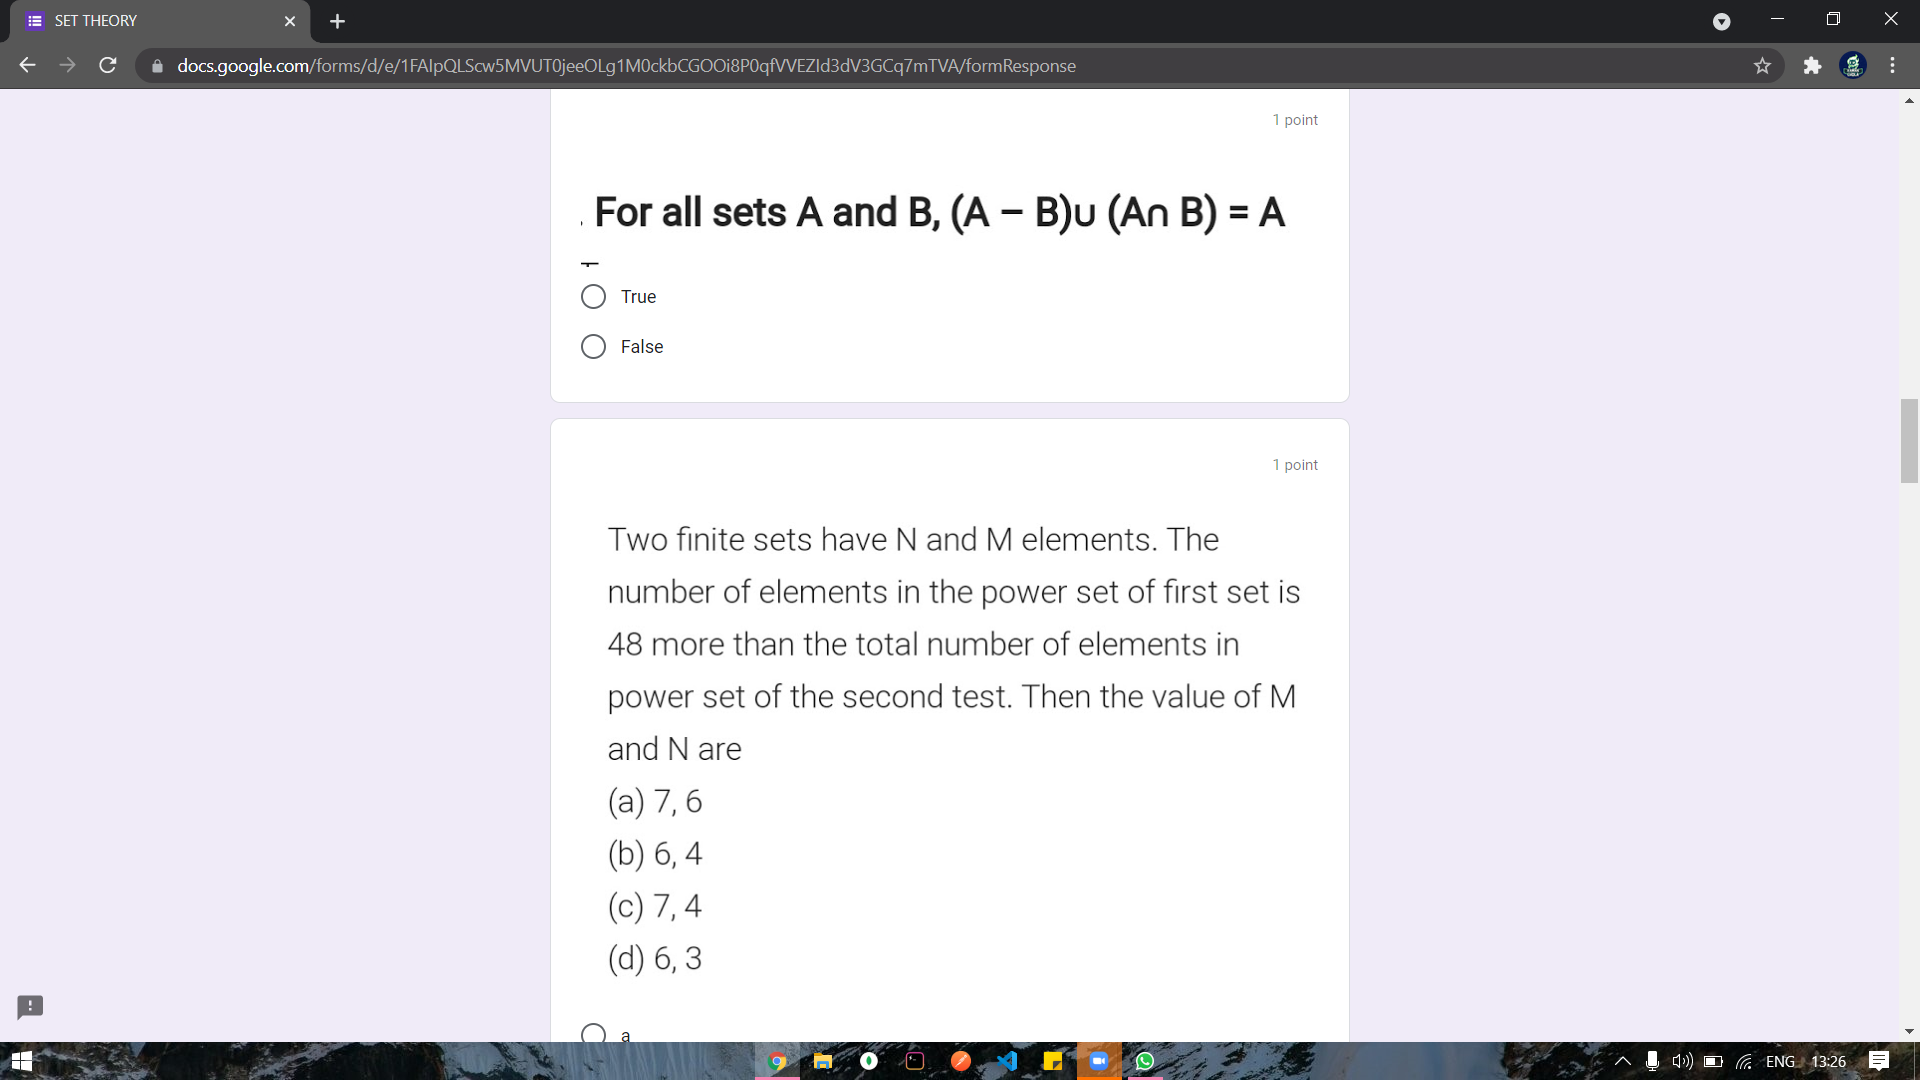 SET THEORY
docs.google.com/forms/d/e/1FAIpQLScw5MVUT0jeeOLg1M0ckbCGOOi8P0qfVVEZId3dV3GCq7mTVA/formResponse
1 point
. For all sets A and B, (A – B)∪ (A∩ B) = A
True
False
1 point
Two finite sets have N and M elements. The
number of elements in the power set of first set is
48 more than the total number of elements in
power set of the second test. Then the value of M
and N are
(a) 7, 6
(b) 6, 4
(c) 7, 4
(d) 6, 3
a
ENG 13:26